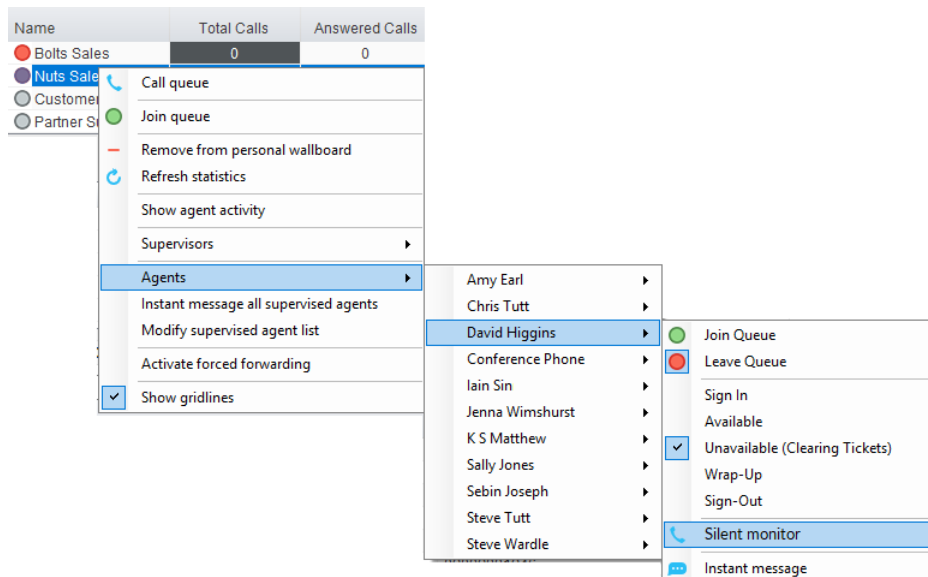 Name Total Calls Answered Calls
Bolts Sales 0 0
Nuts Sale
Customer
Partner S
Call queue
Join queue
Remove from personal wallboard
Refresh statistics
Show agent activity
Supervisors
Agents
Instant message all supervised agents
Modify supervised agent list
Activate forced forwarding
Show gridlines
Amy Earl
Chris Tutt
David Higgins
Conference Phone
Iain Sin
Jenna Wimshurst
K S Matthew
Sally Jones
Sebin Joseph
Steve Tutt
Steve Wardle
Join Queue
Leave Queue
Sign In
Available
Unavailable (Clearing Tickets)
Wrap-Up
Sign-Out
Silent monitor
Instant message